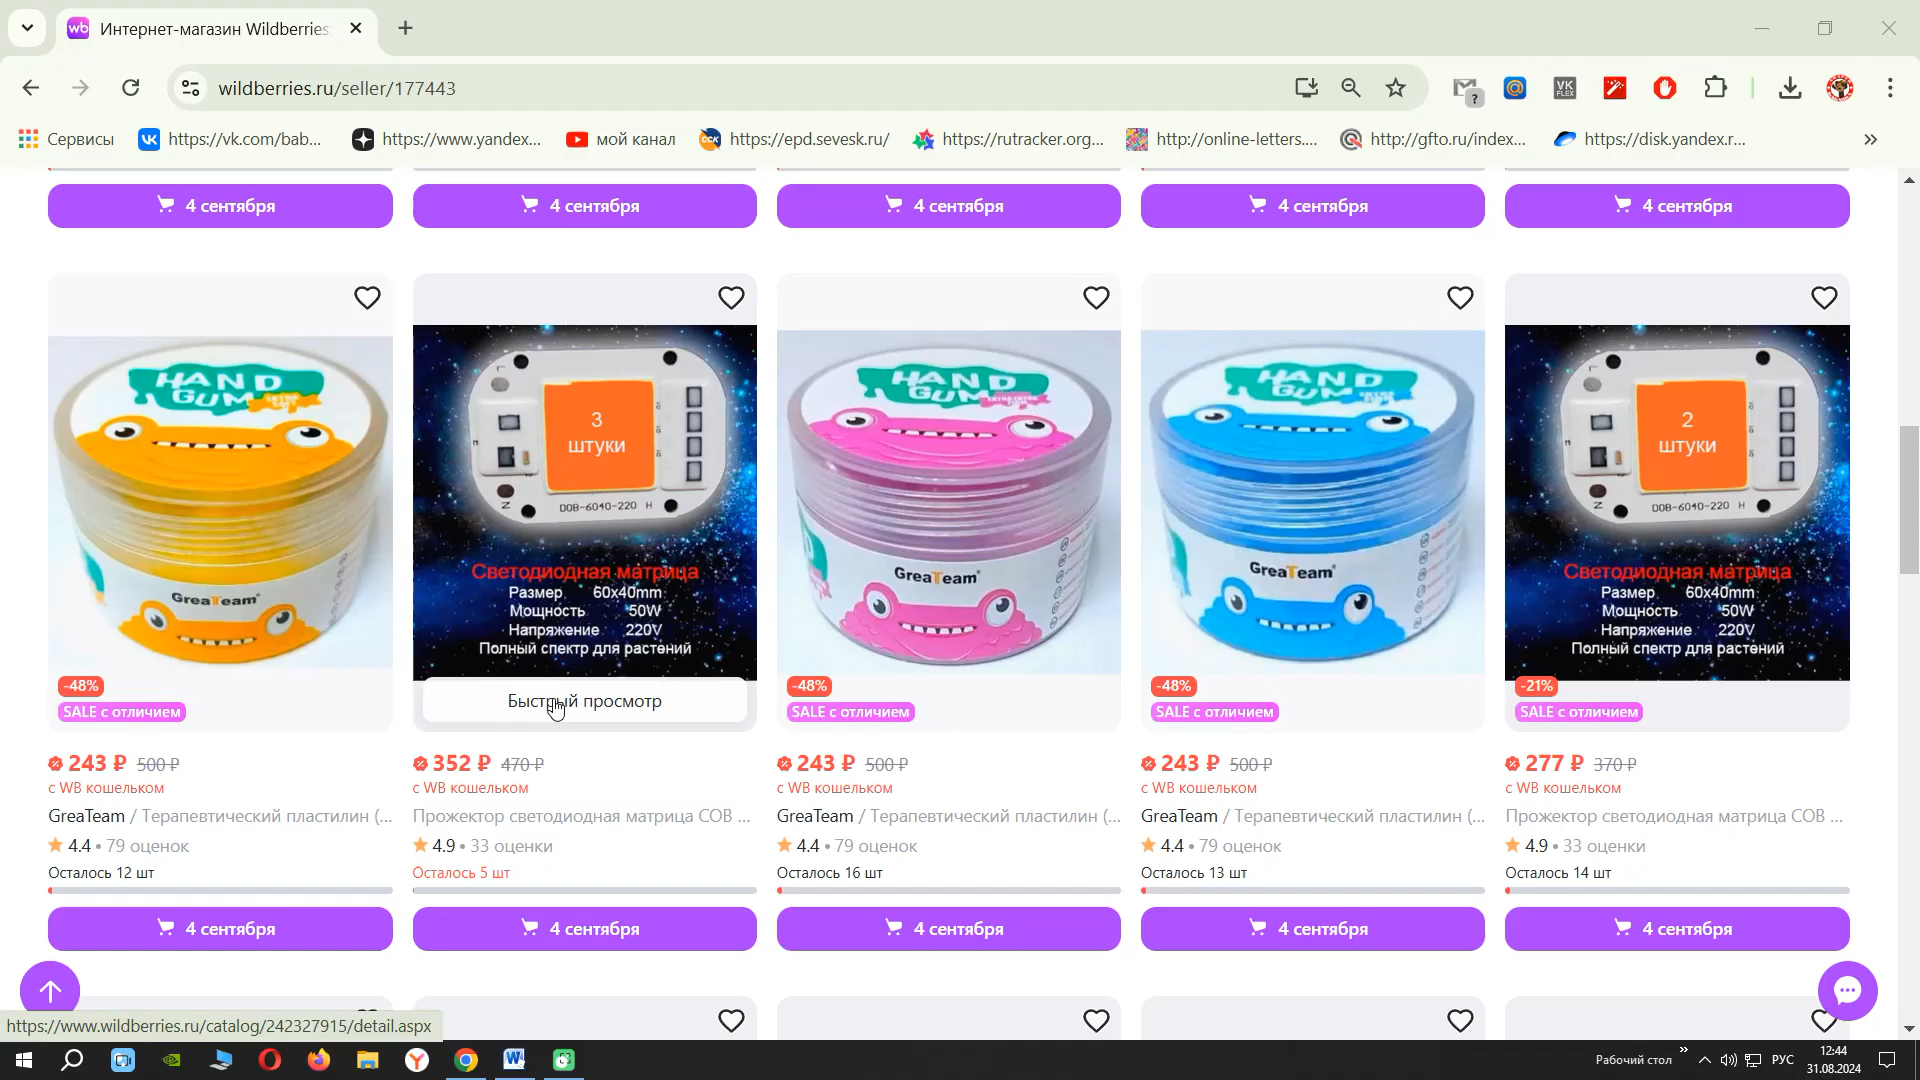 Интернет-магазин Wildberries:
wildberries.ru/seller/177443
Сервисы
https://vk.com/bab...
https://www.yandex...
мой канал
https://epd.sevesk.ru/
https://rutracker.org...
http://online-letters....
http://gfto.ru/index...
https://disk.yandex.r...
4 сентября
4 сентября
4 сентября
4 сентября
4 сентября
HAND
GUM
GreaTeam
-48%
SALE с отличием
243 ₽ 500 ₽
с WB кошельком
GreaTeam / Терапевтический пластилин (...
4.4 • 79 оценок
Осталось 12 шт
4 сентября
3
штуки
DOB-6040-220 H
Светодиодная матрица
Размер 60x40mm
Мощность 50W
Напряжение 220V
Полный спектр для растений
Быстрый просмотр
352 ₽ 470 ₽
с WB кошельком
Прожектор светодиодная матрица COB ...
4.9 • 33 оценки
Осталось 5 шт
4 сентября
HAND
GUM
GreaTeam
-48%
SALE с отличием
243 ₽ 500 ₽
с WB кошельком
GreaTeam / Терапевтический пластилин (...
4.4 • 79 оценок
Осталось 16 шт
4 сентября
HAND
GUM
GreaTeam
-48%
SALE с отличием
243 ₽ 500 ₽
с WB кошельком
GreaTeam / Терапевтический пластилин (...
4.4 • 79 оценок
Осталось 13 шт
4 сентября
2
штуки
DOB-6040-220 H
Светодиодная матрица
Размер 60x40mm
Мощность 50W
Напряжение 220V
Полный спектр для растений
-21%
SALE с отличием
277 ₽ 370 ₽
с WB кошельком
Прожектор светодиодная матрица COB ...
4.9 • 33 оценки
Осталось 14 шт
4 сентября
https://www.wildberries.ru/catalog/242327915/detail.aspx
Рабочий стол
РУС
12:44
31.08.2024